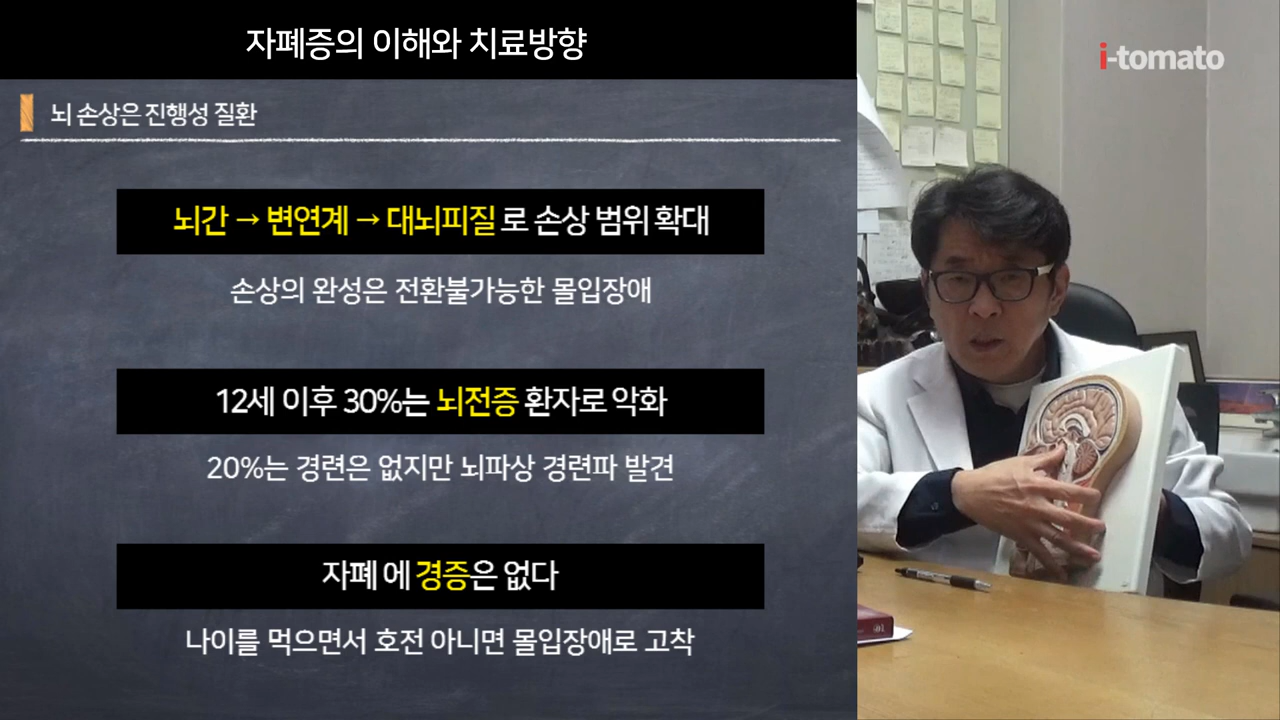 자폐증의 이해와 치료방향
i-tomato
뇌 손상은 진행성 질환
뇌간 → 변연계 → 대뇌피질 로 손상 범위 확대
손상의 완성은 전환불가능한 몰입장애
12세 이후 30%는 뇌전증 환자로 악화
20%는 경련은 없지만 뇌파상 경련파 발견
자폐 에 경증은 없다
나이를 먹으면서 호전 아니면 몰입장애로 고착